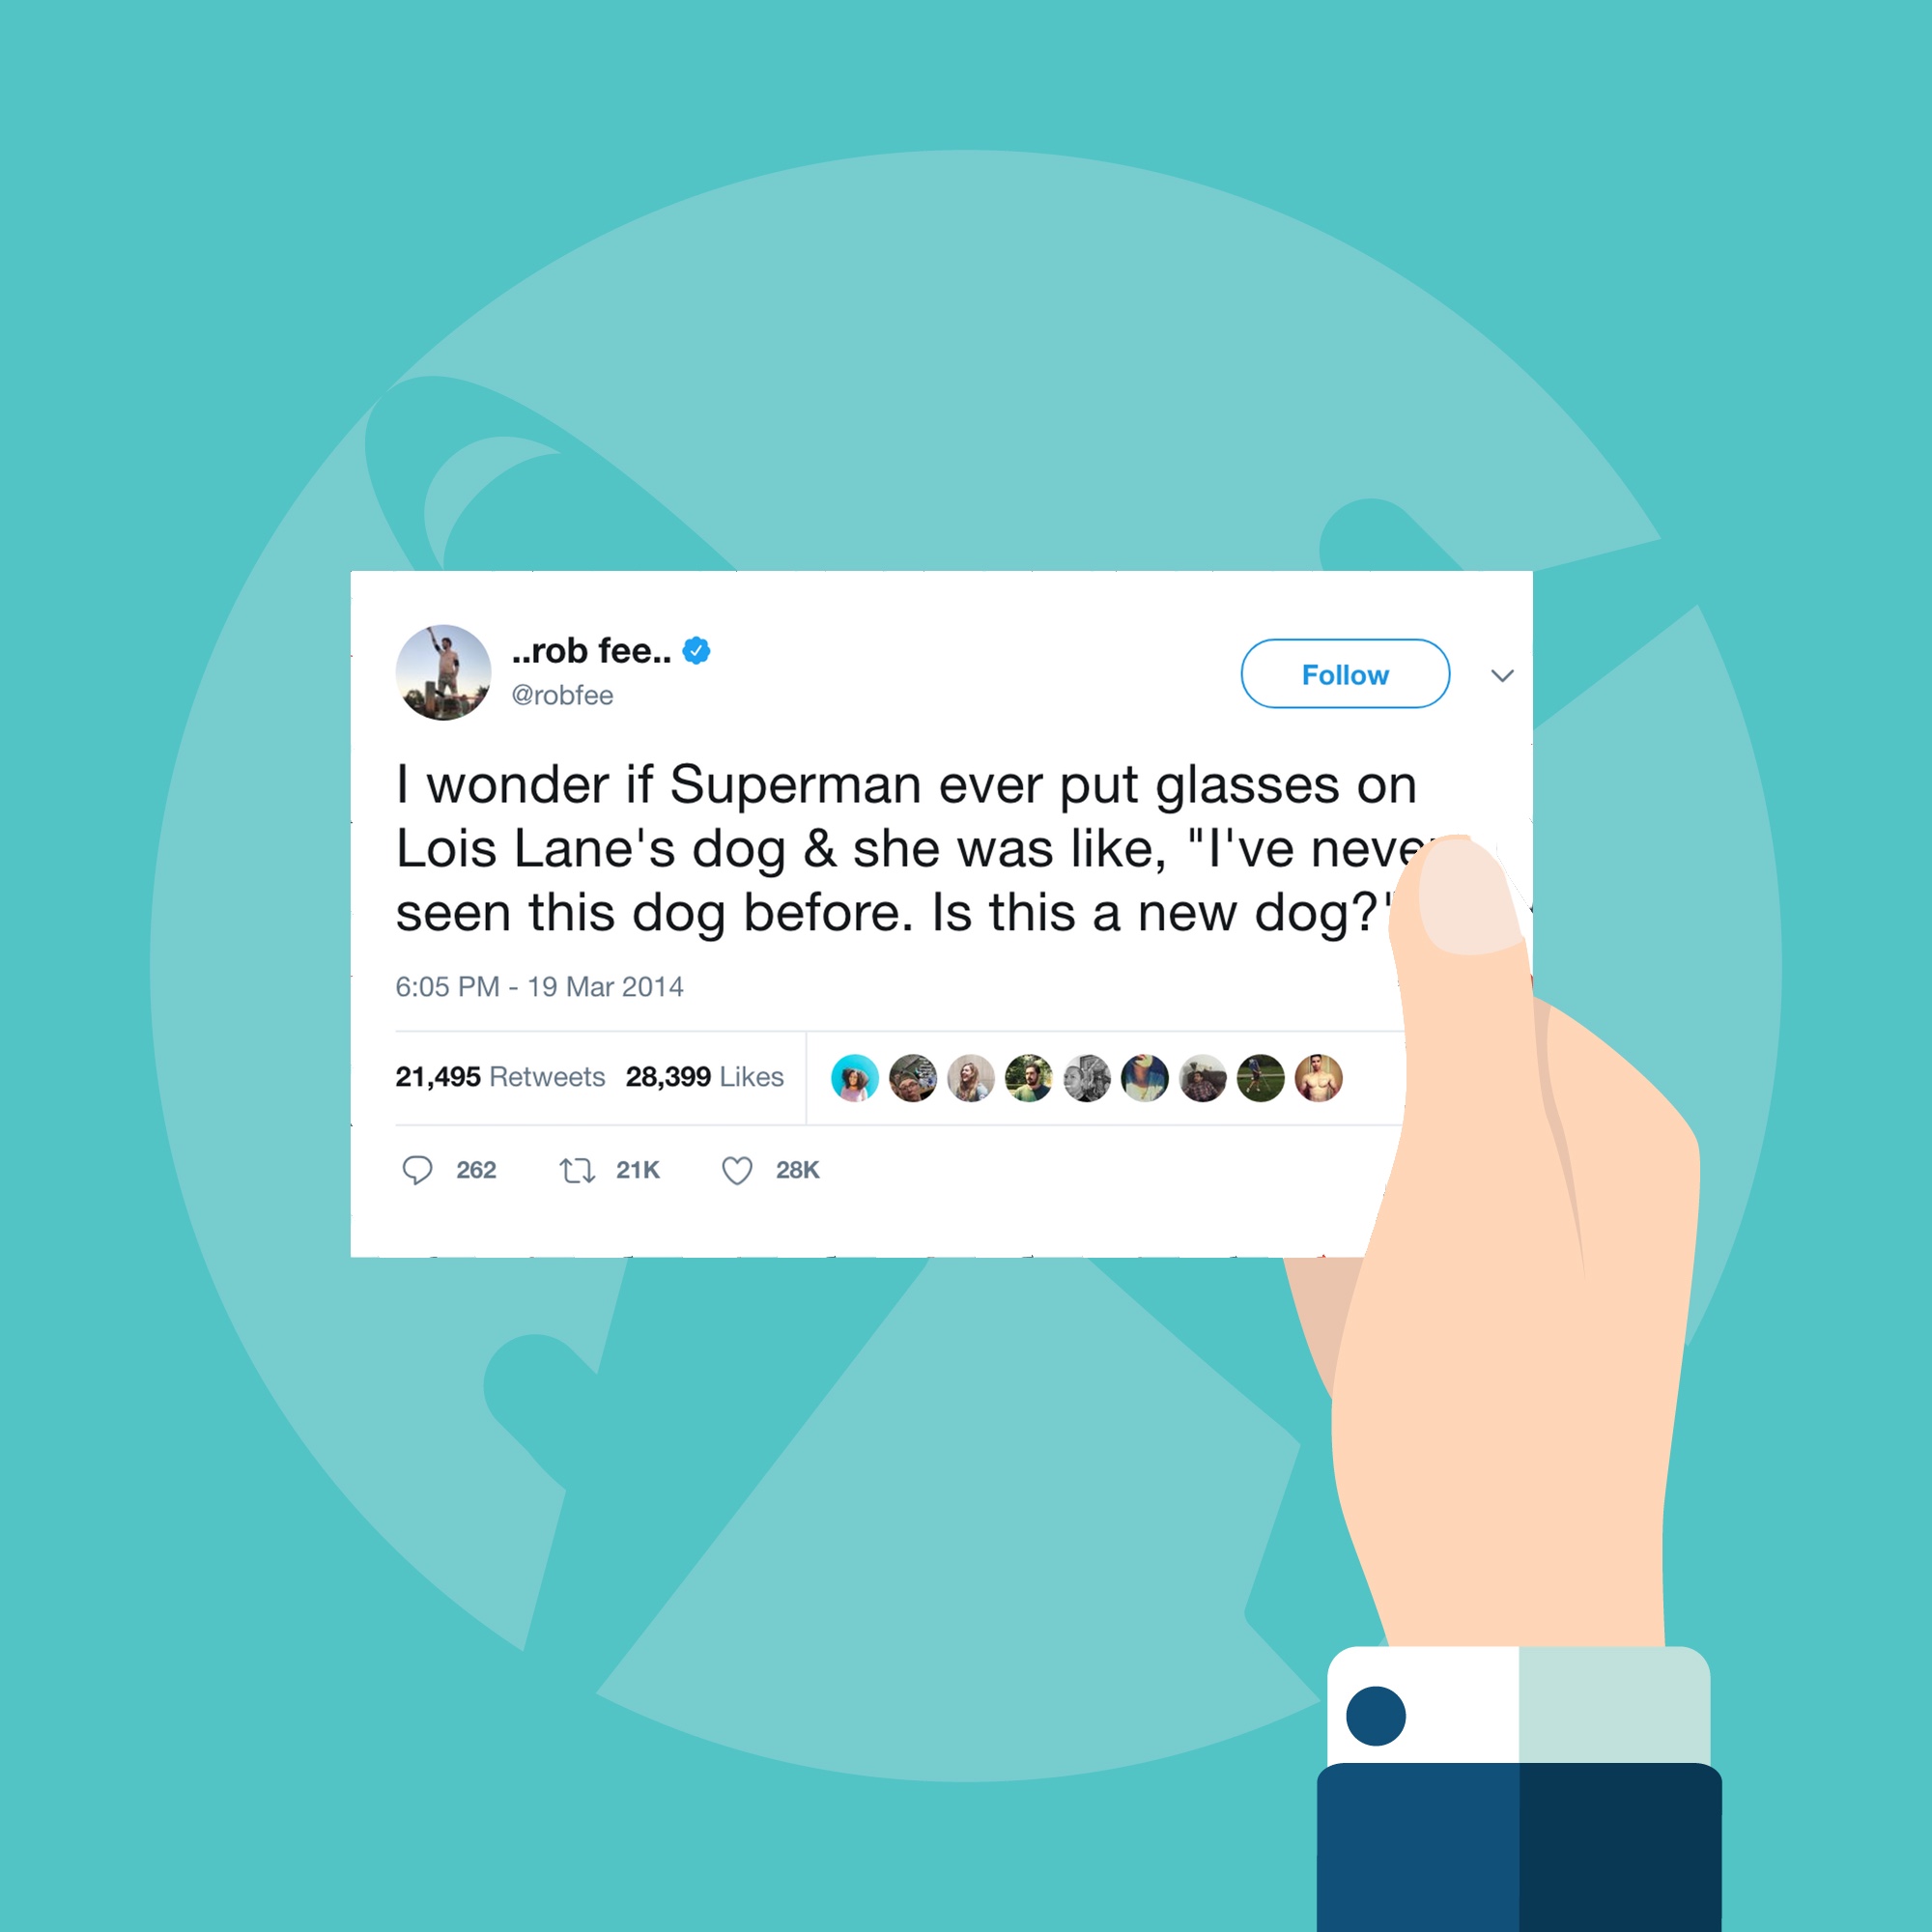 ..rob fee..
@robfee
Follow
I wonder if Superman ever put glasses on
Lois Lane's dog & she was like, "I've never
seen this dog before. Is this a new dog?"
6:05 PM - 19 Mar 2014
21,495 Retweets 28,399 Likes
262 21K 28K